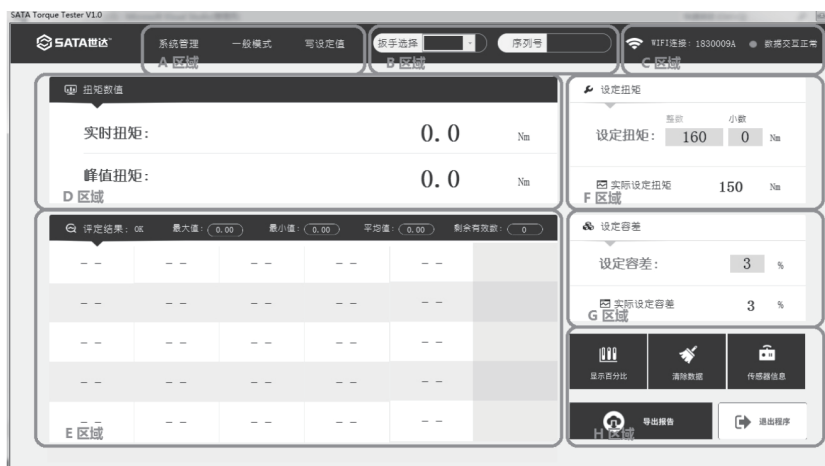 SATA Torque Tester V1.0
SATA世达 系统管理 一般模式 写设定值 扳手选择 序列号 WIFI连接: 1830009A 数据交互正常
A 区域 B 区域 C 区域
扭矩数值 设定扭矩
整数 小数
实时扭矩: 0.0 Nm 设定扭矩: 160 0 Nm
峰值扭矩: 0.0 Nm 实际设定扭矩 150 Nm
D 区域 F 区域
评定结果: OK 最大值: 0.00 最小值: 0.00 平均值: 0.00 剩余有效数: 0 设定容差
-- -- -- -- -- 设定容差: 3 %
-- -- -- -- -- 实际设定容差 3 %
G 区域
-- -- -- -- --
-- -- -- -- -- 显示百分比 清除数据 传感器信息
-- -- -- -- -- 导出报告 退出程序
E 区域 H 区域